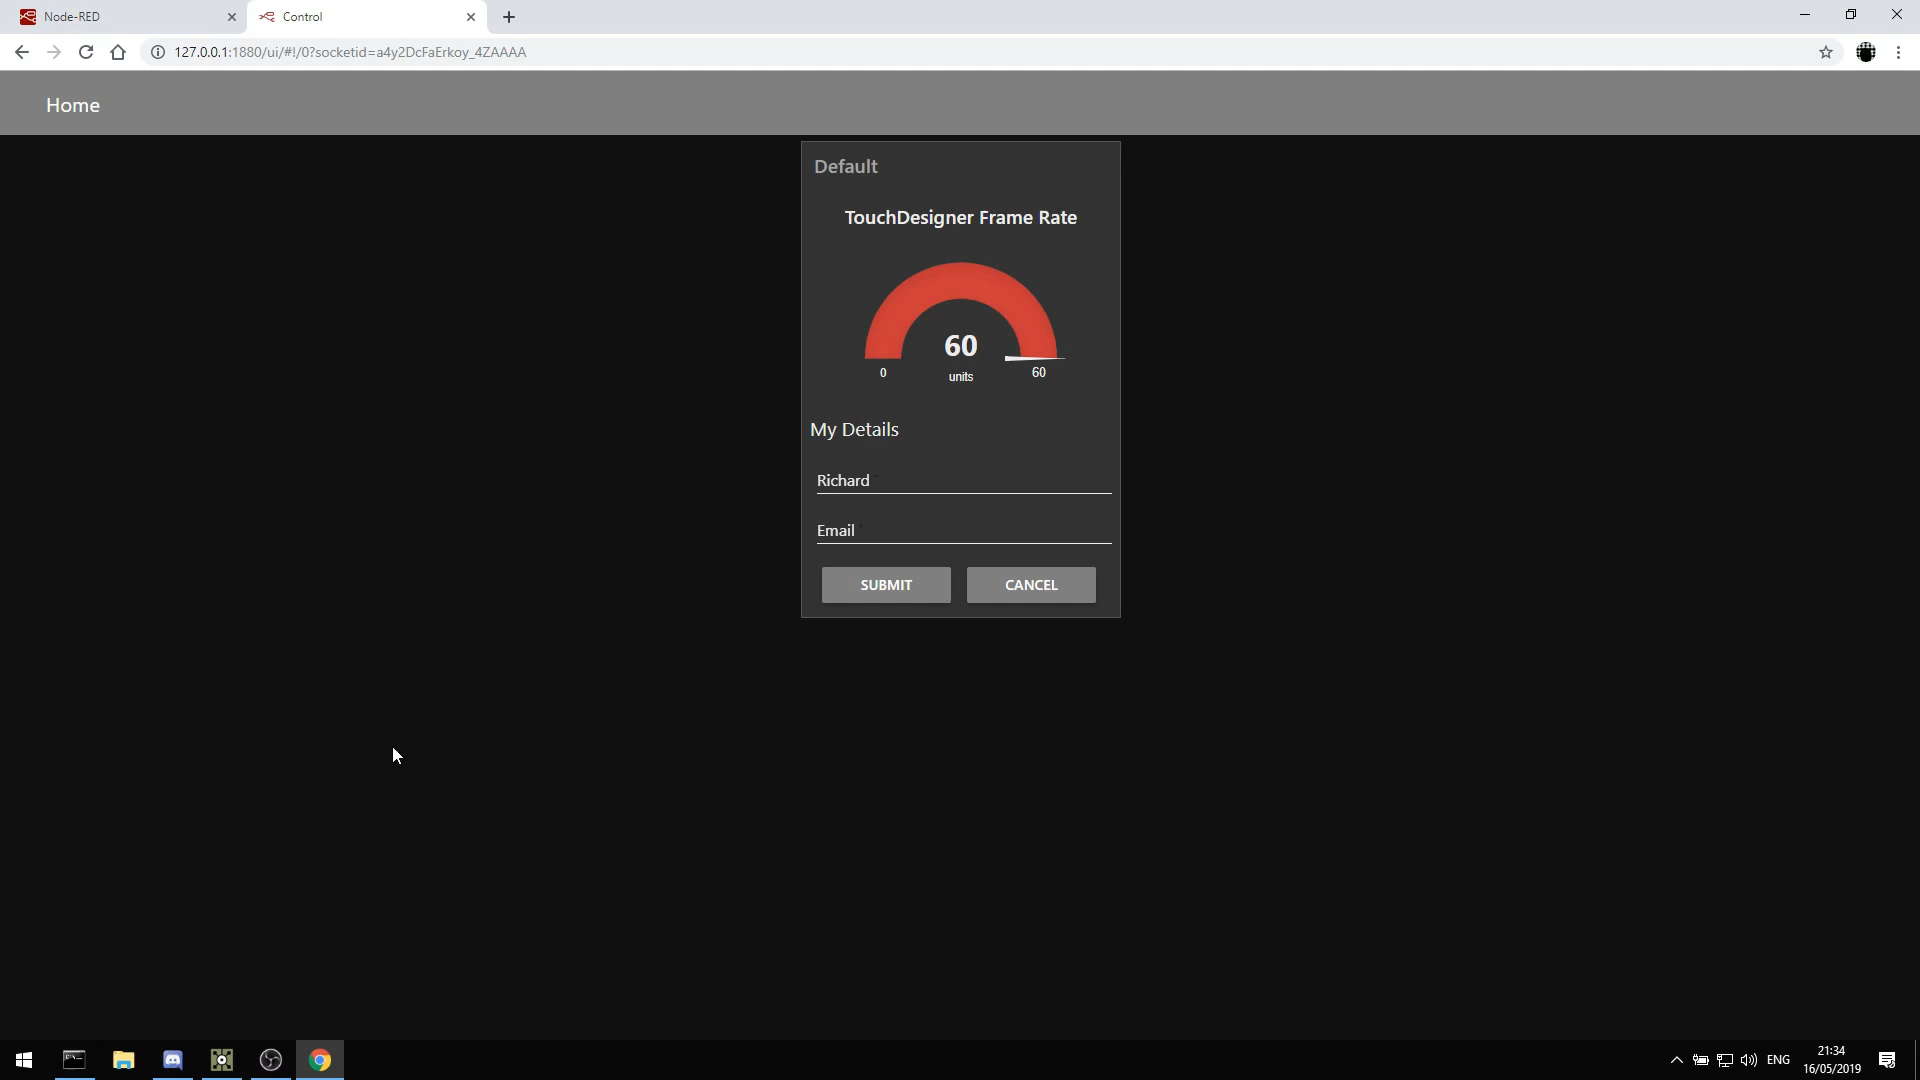 Node-RED
Control
127.0.0.1:1880/ui/#!/0?socketid=a4y2DcFaErkoy_4ZAAAA
Home
Default
TouchDesigner Frame Rate
60
0
units
60
My Details
Richard
Email
SUBMIT
CANCEL
ENG
21:34
16/05/2019